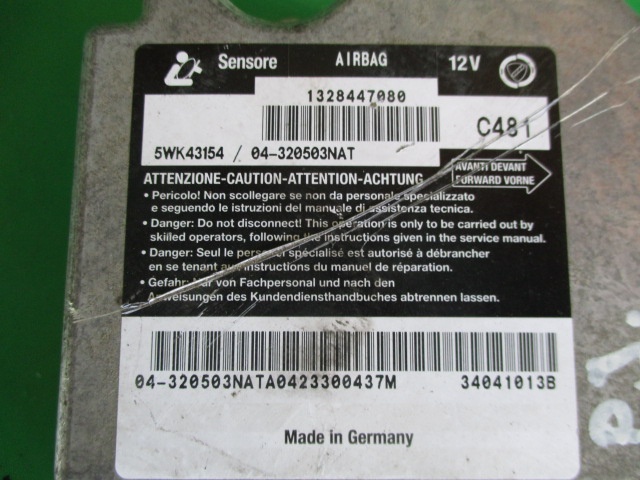 Sensore AIRBAG 12V
1328447080
C481
5WK43154 / 04-320503NAT
ATTENZIONE-CAUTION-ATTENTION-ACHTUNG
AVANTI DEVANT
FORWARD VORNE
• Pericolo! Non scollegare se non da personale specializzato
e seguendo le istruzioni del manuale di assistenza tecnica.
• Danger: Do not disconnect! This operation is only to be carried out by
skilled operators, following the instructions given in the service manual.
• Danger: Seul le personnel spécialisé est autorisé à débrancher
en se tenant aux instructions du manuel de réparation.
• Gefahr: Nur von Fachpersonal und nach den
Anweisungen des Kundendiensthandbuches abtrennen lassen.
04-320503NATA0423300437M 34041013B
Made in Germany